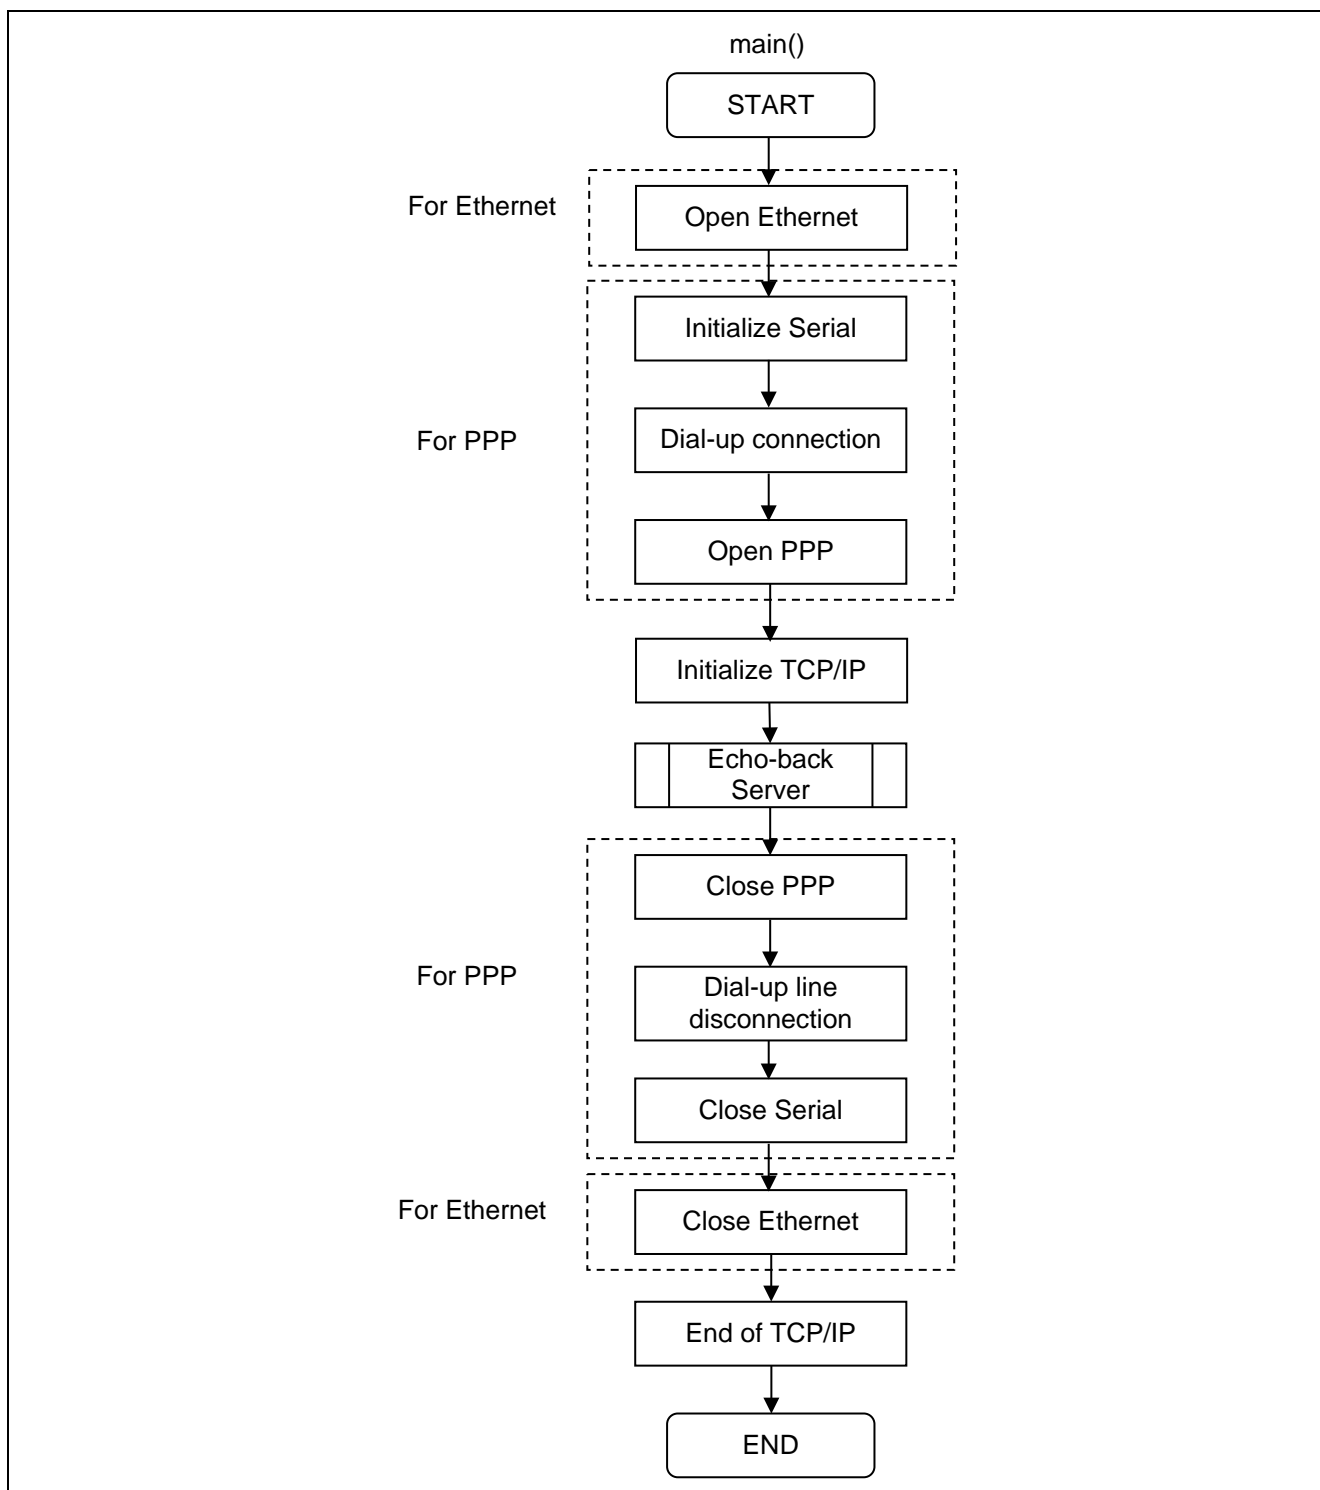 main()
START
For Ethernet
Open Ethernet
Initialize Serial
For PPP
Dial-up connection
Open PPP
Initialize TCP/IP
Echo-back
Server
Close PPP
For PPP
Dial-up line
disconnection
Close Serial
For Ethernet
Close Ethernet
End of TCP/IP
END